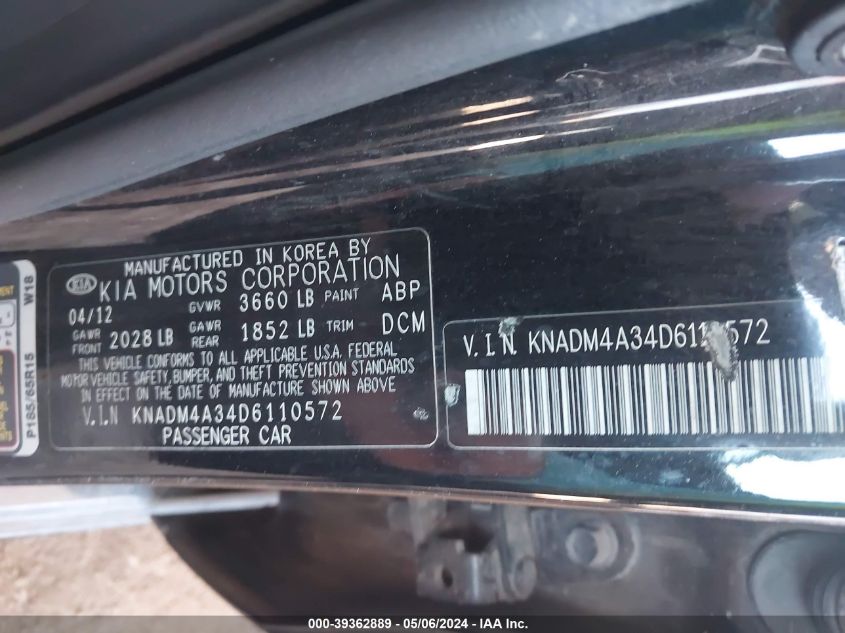 MANUFACTURED IN KOREA BY
KIA KIA MOTORS CORPORATION
04/12 GVWR 3660 LB PAINT ABP
GAWR FRONT 2028 LB GAWR REAR 1852 LB TRIM DCM
THIS VEHICLE CONFORMS TO ALL APPLICABLE U.S.A. FEDERAL
MOTOR VEHICLE SAFETY, BUMPER, AND THEFT PREVENTION STANDARDS
IN EFFECT ON THE DATE OF MANUFACTURE SHOWN ABOVE
V.I.N KNADM4A34D6110572
PASSENGER CAR
V.I.N. KNADM4A34D6110572
P185/65R15 W18
000-39362889 - 05/06/2024 - IAA Inc.